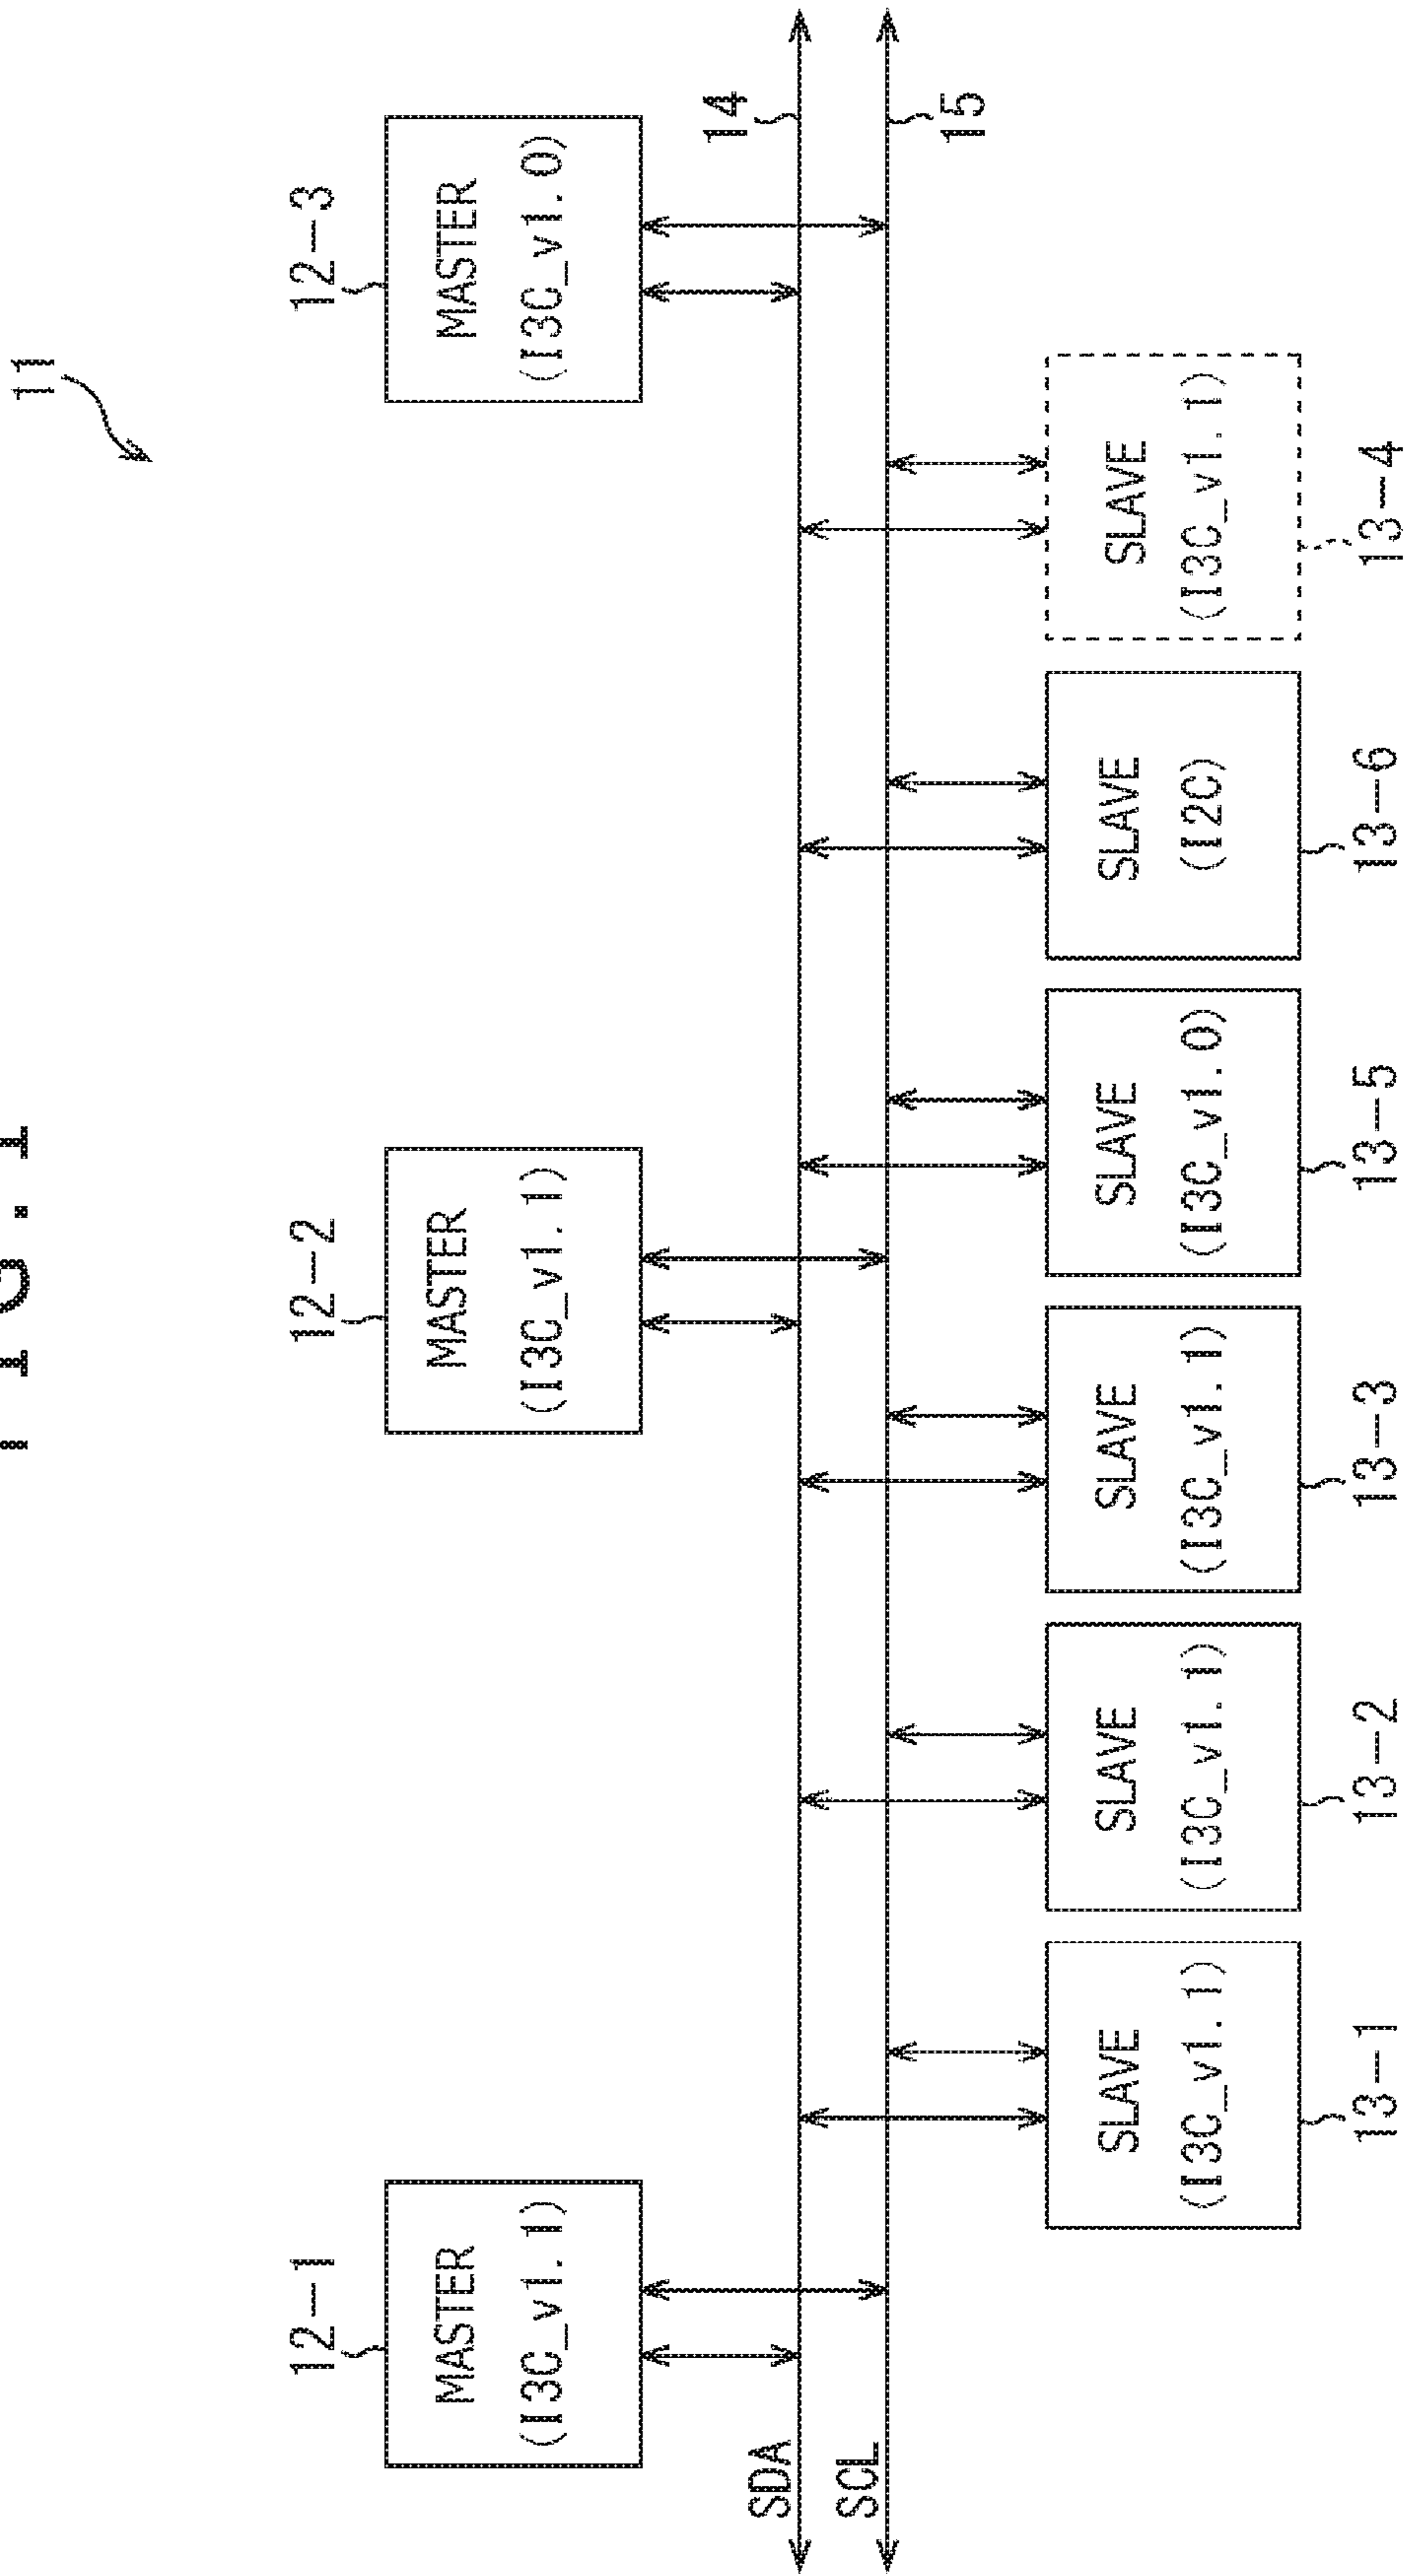 FIG. 1
11
12-1
MASTER
(I3C_v1.1)
12-2
MASTER
(I3C_v1.1)
12-3
MASTER
(I3C_v1.0)
SDA
14
SCL
15
SLAVE
(I3C_v1.1)
13-1
SLAVE
(I3C_v1.1)
13-2
SLAVE
(I3C_v1.1)
13-3
SLAVE
(I3C_v1.0)
13-5
SLAVE
(I2C)
13-6
SLAVE
(I3C_v1.1)
13-4